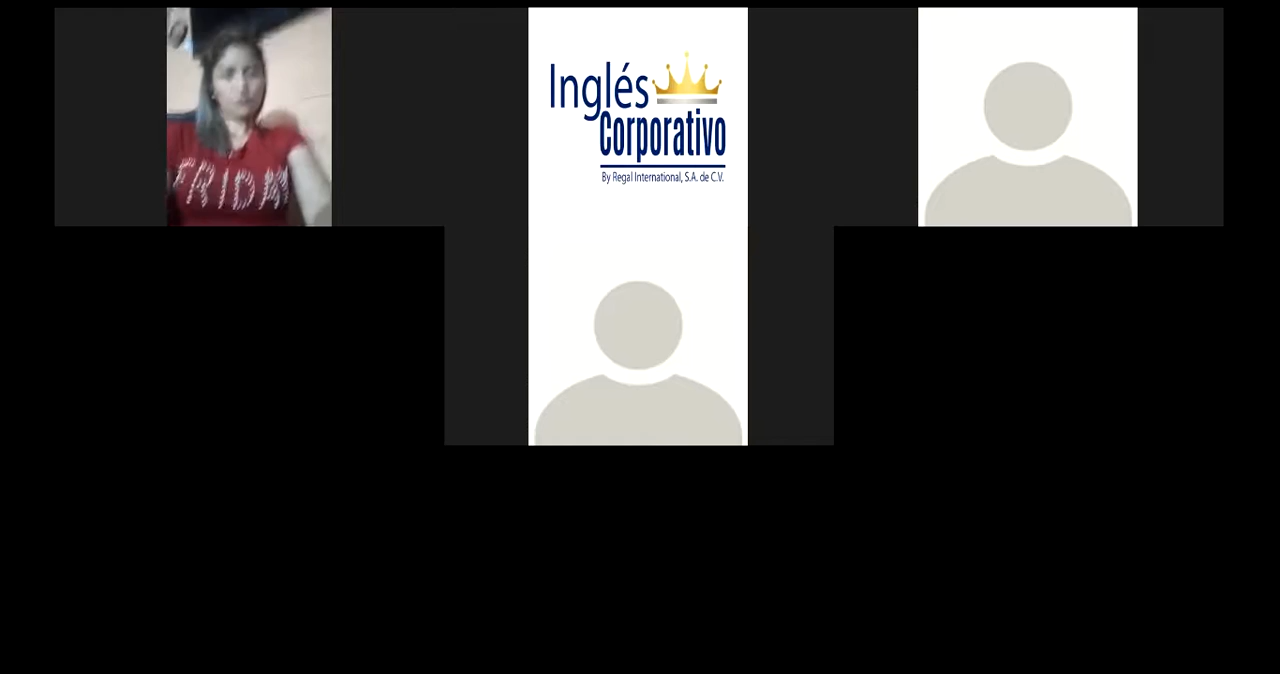 FRIDA
Inglés
Corporativo
By Regal International, S.A. de C.V.